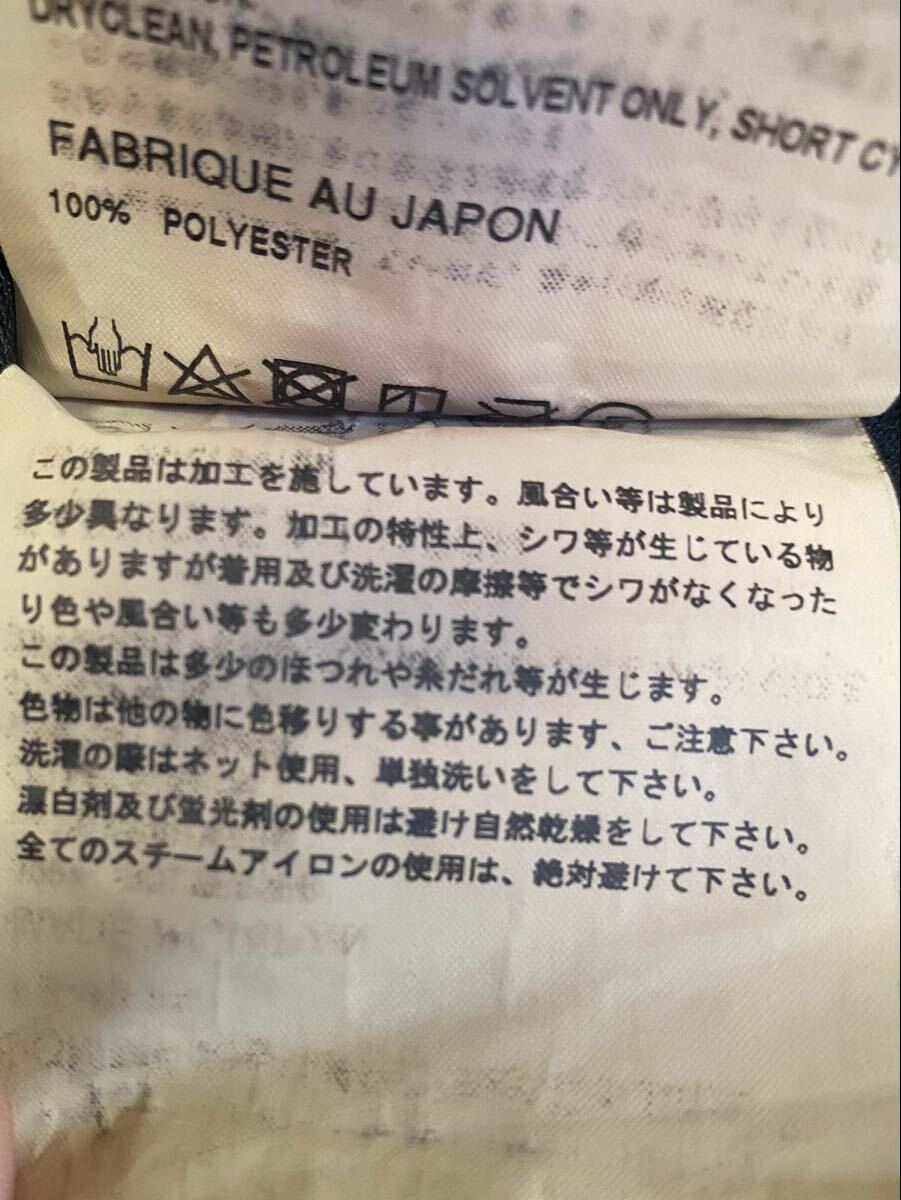 DRYCLEAN, PETROLEUM SOLVENT ONLY, SHORT CY
FABRIQUE AU JAPON
100% POLYESTER
この製品は加工を施しています。風合い等は製品により
多少異なります。加工の特性上、シワ等が生じている物
がありますが着用及び洗濯の摩擦等でシワがなくなった
り色や風合い等も多少変わります。
この製品は多少のほつれや糸だれ等が生じます。
色物は他の物に色移りする事があります、ご注意下さい。
洗濯の際はネット使用、単独洗いをして下さい。
漂白剤及び蛍光剤の使用は避け自然乾燥をして下さい。
全てのスチームアイロンの使用は、絶対避けて下さい。